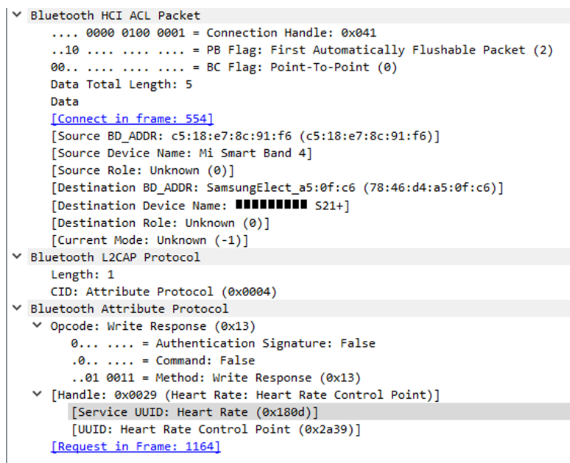 Bluetooth HCI ACL Packet
.... 0000 0100 0001 = Connection Handle: 0x041
..10 .... .... .... = PB Flag: First Automatically Flushable Packet (2)
00.. .... .... .... = BC Flag: Point-To-Point (0)
Data Total Length: 5
Data
[Connect in frame: 554]
[Source BD_ADDR: c5:18:e7:8c:91:f6 (c5:18:e7:8c:91:f6)]
[Source Device Name: Mi Smart Band 4]
[Source Role: Unknown (0)]
[Destination BD_ADDR: SamsungElect_a5:0f:c6 (78:46:d4:a5:0f:c6)]
[Destination Device Name: S21+]
[Destination Role: Unknown (0)]
[Current Mode: Unknown (-1)]
Bluetooth L2CAP Protocol
Length: 1
CID: Attribute Protocol (0x0004)
Bluetooth Attribute Protocol
Opcode: Write Response (0x13)
0... .... = Authentication Signature: False
.0.. .... = Command: False
..01 0011 = Method: Write Response (0x13)
[Handle: 0x0029 (Heart Rate: Heart Rate Control Point)]
[Service UUID: Heart Rate (0x180d)]
[UUID: Heart Rate Control Point (0x2a39)]
[Request in Frame: 1164]